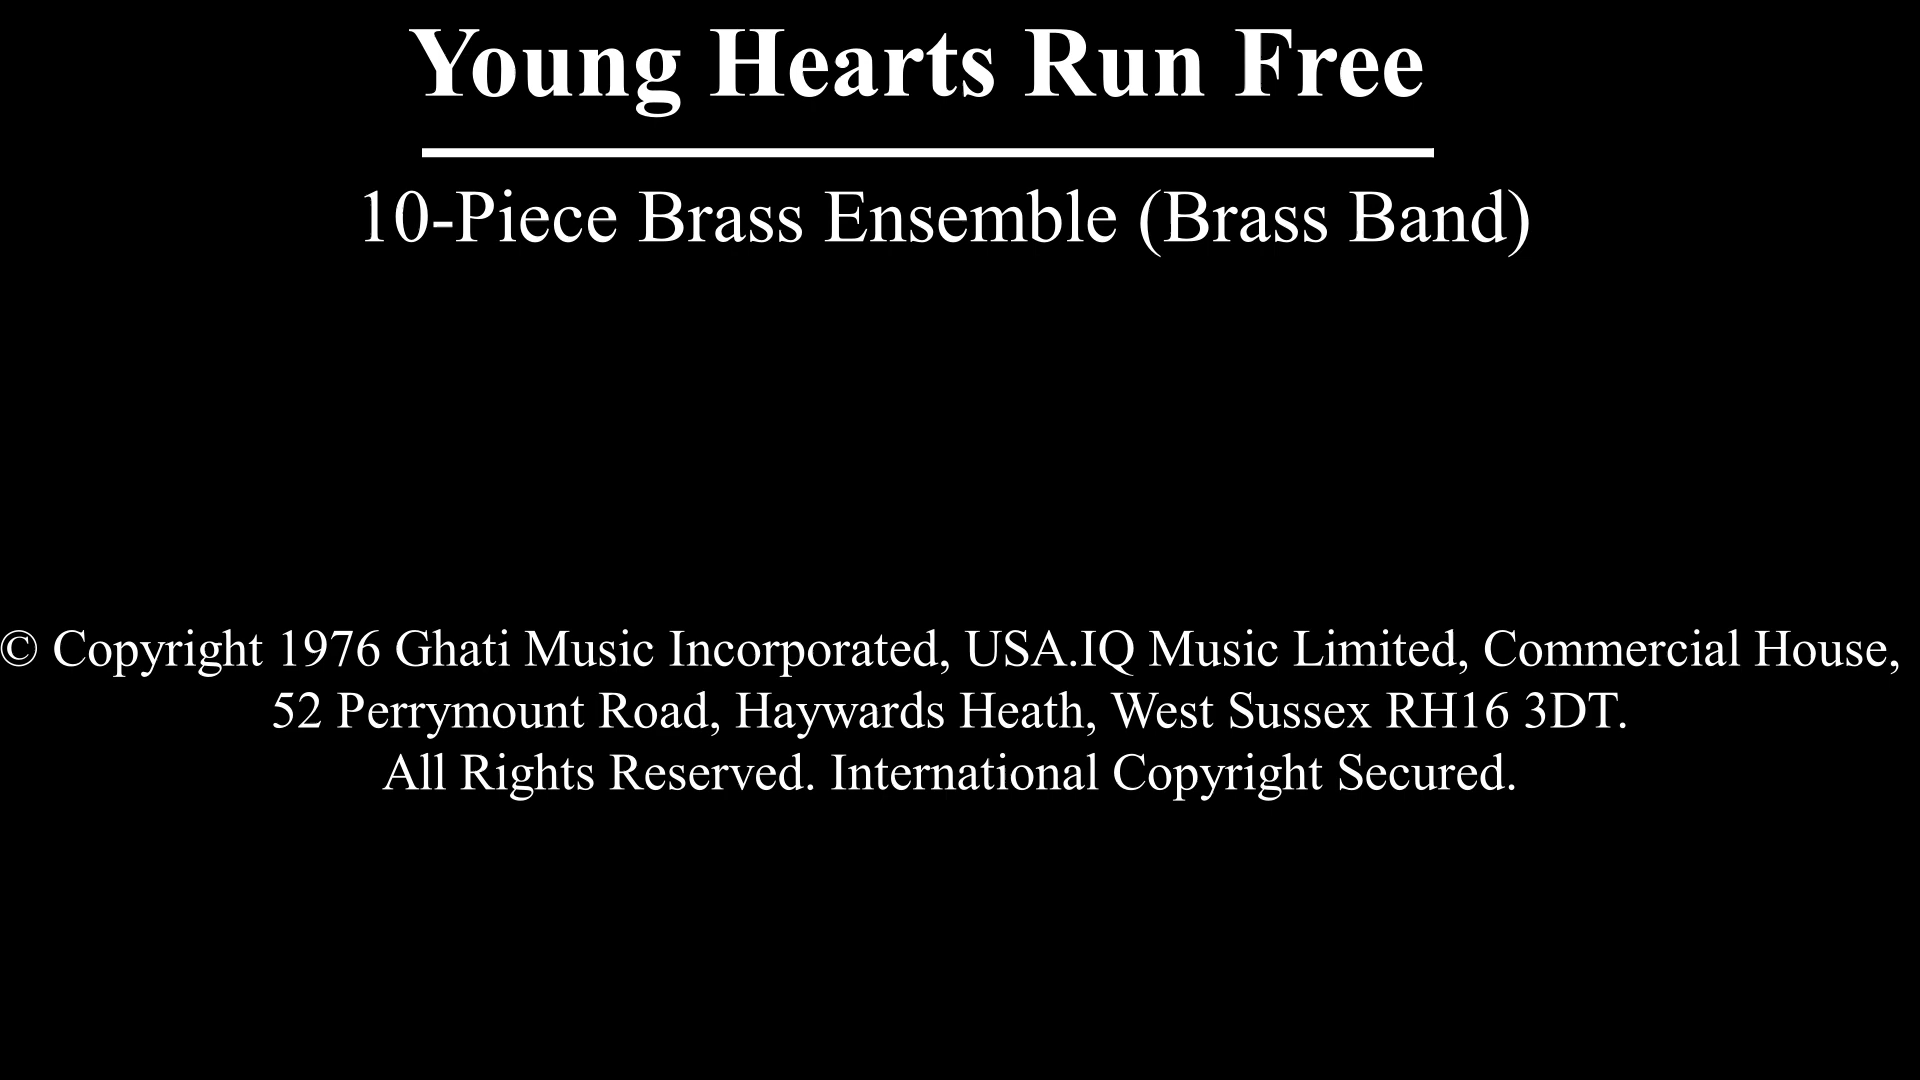 Young Hearts Run Free
10-Piece Brass Ensemble (Brass Band)
© Copyright 1976 Ghati Music Incorporated, USA.IQ Music Limited, Commercial House,
52 Perrymount Road, Haywards Heath, West Sussex RH16 3DT.
All Rights Reserved. International Copyright Secured.